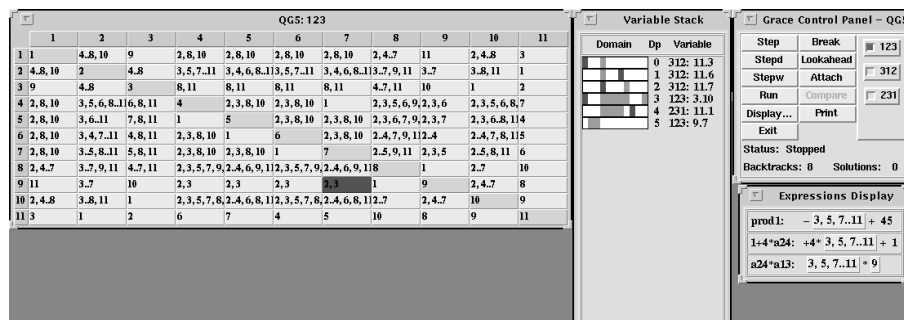 QG5: 123
1 2 3 4 5 6 7 8 9 10 11
1 1 4..8, 10 9 2, 8, 10 2, 8, 10 2, 8, 10 2, 8, 10 2, 4..7 11 2, 4..8 3
2 4..8, 10 2 4..8 3, 5, 7..11 3, 4, 6, 8..11 3, 5, 7..11 3, 4, 6, 8..11 3..7, 9, 11 3..7 3..8, 11 1
3 9 4..8 3 8, 11 8, 11 8, 11 8, 11 4..7, 11 10 1 2
4 2, 8, 10 3, 5, 6, 8..11 6, 8, 11 4 2, 3, 8, 10 2, 3, 8, 10 1 2, 3, 5, 6, 9, 2, 3, 6 2, 3, 5, 6, 8, 7
5 2, 8, 10 3, 6..11 7, 8, 11 1 5 2, 3, 8, 10 2, 3, 8, 10 2, 3, 6, 7, 9, 2, 3, 7 2, 3, 6..8, 11 4
6 2, 8, 10 3, 4, 7..11 4, 8, 11 2, 3, 8, 10 1 6 2, 3, 8, 10 2..4, 7, 9, 11 2..4 2..4, 7, 8, 11 5
7 2, 8, 10 3..5, 8..11 5, 8, 11 2, 3, 8, 10 2, 3, 8, 10 1 7 2..5, 9, 11 2, 3, 5 2..5, 8, 11 6
8 2, 4..7 3..7, 9, 11 4..7, 11 2, 3, 5, 7, 9, 2..4, 6, 9, 11 2, 3, 5, 7, 9, 2..4, 6, 9, 11 8 1 2..7 10
9 11 3..7 10 2, 3 2, 3 2, 3 2, 3 1 9 2, 4..7 8
10 2, 4..8 3..8, 11 1 2, 3, 5, 7, 8, 2..4, 6, 8, 11 2, 3, 5, 7, 8, 2..4, 6, 8, 11 2..7 2, 4..7 10 9
11 3 1 2 6 7 4 5 10 8 9 11
Variable Stack
Domain Dp Variable
0 312: 11.3
1 312: 11.6
2 312: 11.7
3 123: 3.10
4 231: 11.1
5 123: 9.7
Grace Control Panel – QG5
Step Break 123
Stepd Lookahead
Stepw Attach 312
Run Compare 231
Display... Print
Exit
Status: Stopped
Backtracks: 8 Solutions: 0
Expressions Display
prod1: – 3, 5, 7..11 + 45
1+4*a24: +4* 3, 5, 7..11 + 1
a24*a13: 3, 5, 7..11 * 9